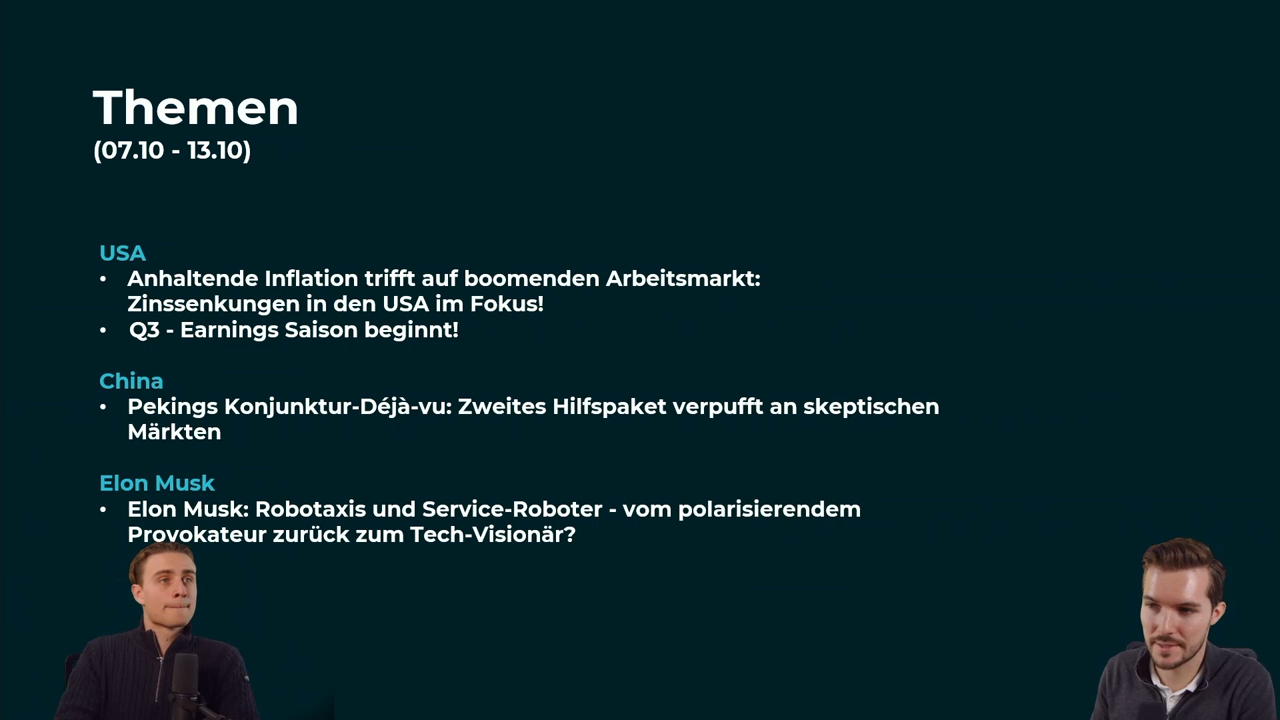 Themen
(07.10 - 13.10)
USA
• Anhaltende Inflation trifft auf boomenden Arbeitsmarkt:
Zinssenkungen in den USA im Fokus!
• Q3 - Earnings Saison beginnt!
China
• Pekings Konjunktur-Déjà-vu: Zweites Hilfspaket verpufft an skeptischen
Märkten
Elon Musk
• Elon Musk: Robotaxis und Service-Roboter - vom polarisierendem
Provokateur zurück zum Tech-Visionär?